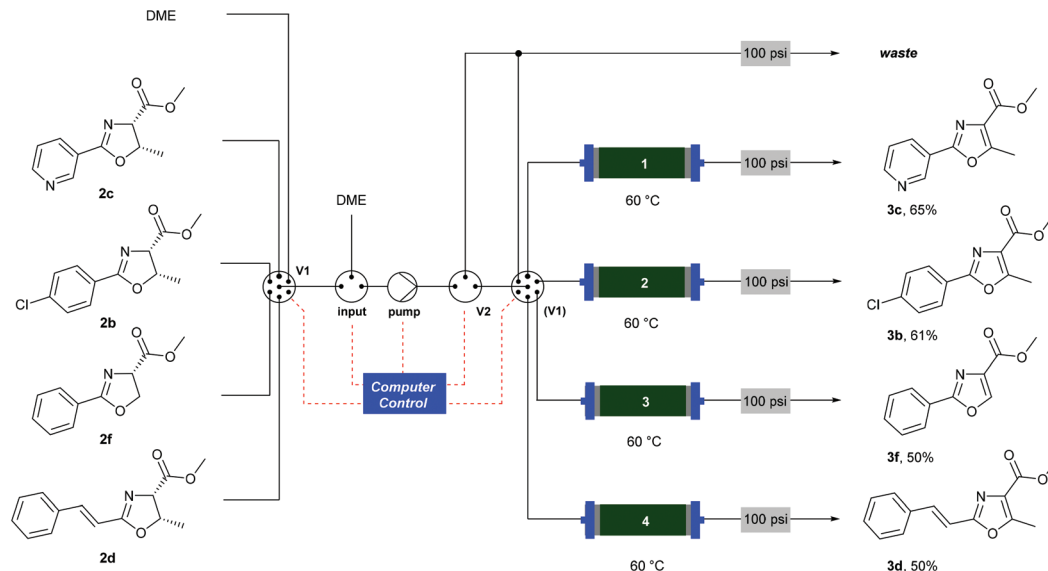 DME
100 psi
waste
O
O
N
O
N
2c
1
60 °C
100 psi
O
O
N
O
N
3c, 65%
DME
O
O
N
O
Cl
2b
V1
input
pump
V2
(V1)
2
60 °C
100 psi
O
O
N
O
Cl
3b, 61%
Computer
Control
O
O
N
O
2f
3
60 °C
100 psi
O
O
N
O
3f, 50%
O
O
N
O
2d
4
60 °C
100 psi
O
O
N
O
3d, 50%